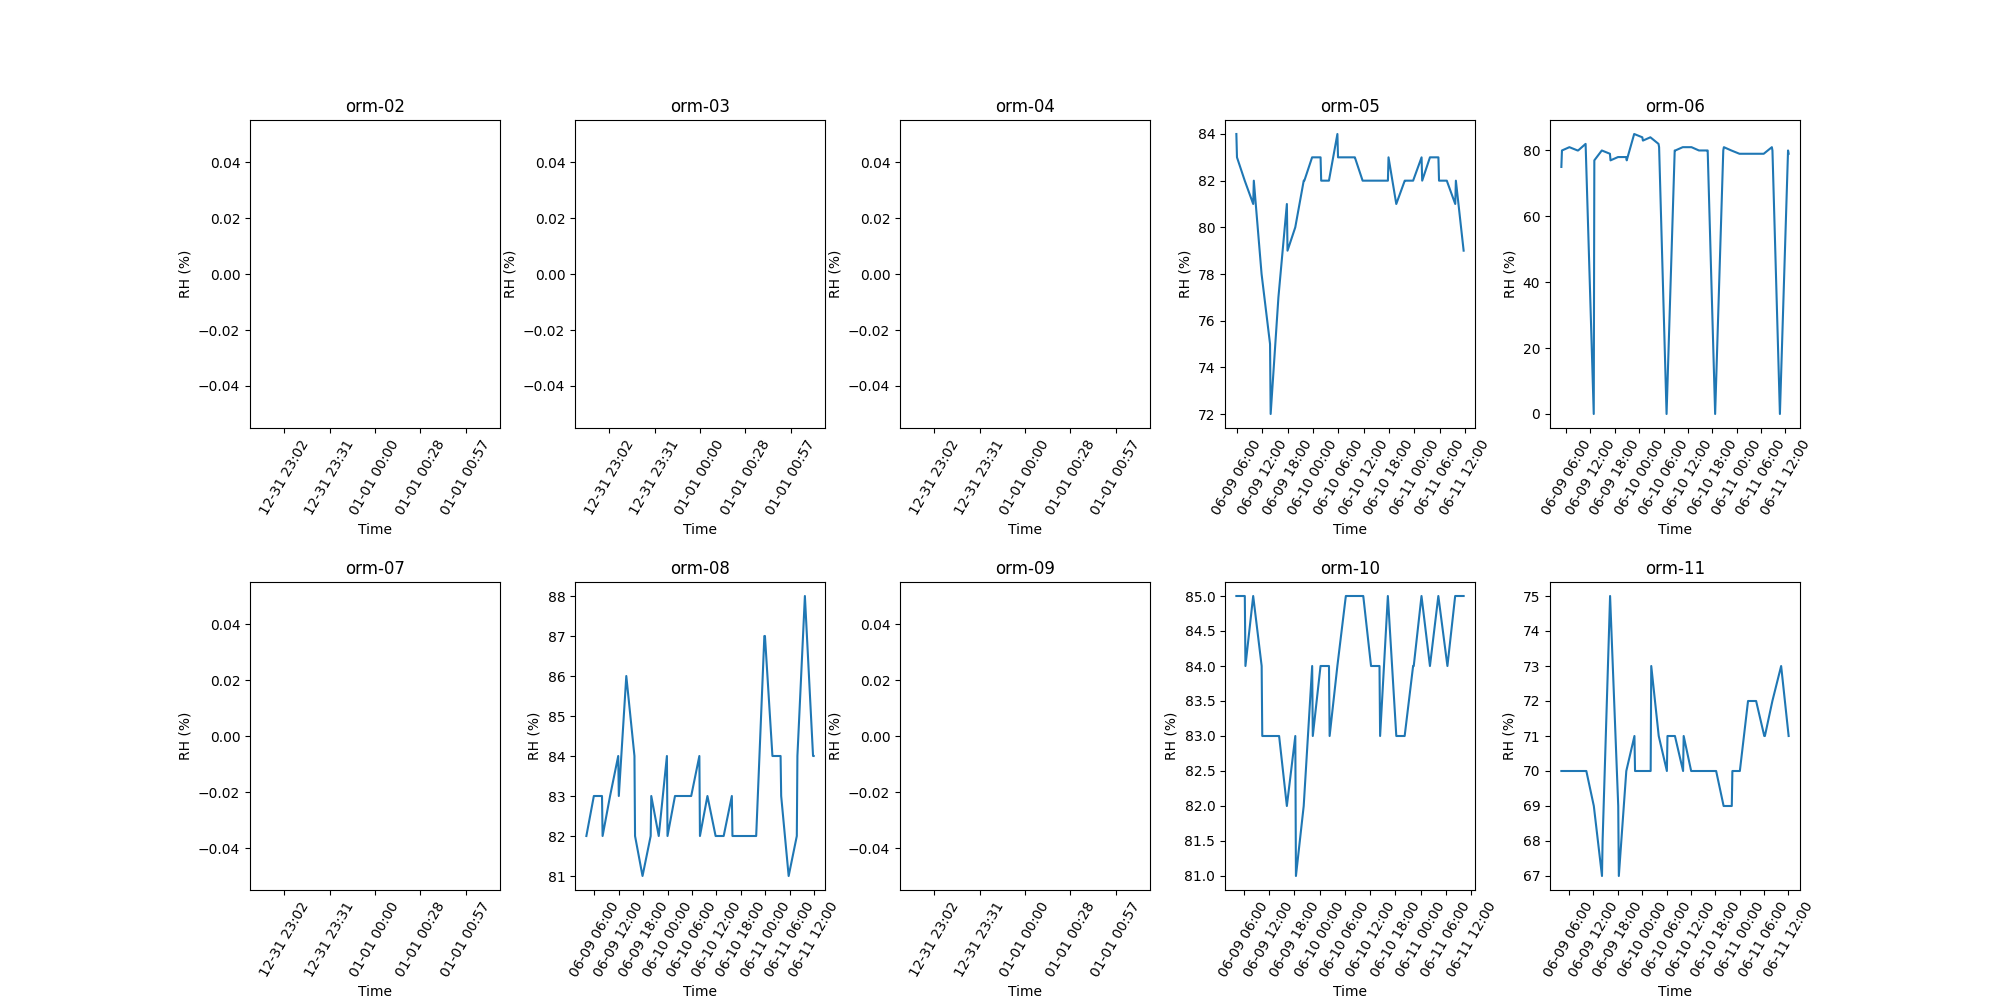 orm-02 orm-03 orm-04 orm-05 orm-06
RH (%)
0.04
0.02
0.00
−0.02
−0.04
12-31 23:02 12-31 23:31 01-01 00:00 01-01 00:28 01-01 00:57
Time
RH (%)
0.04
0.02
0.00
−0.02
−0.04
12-31 23:02 12-31 23:31 01-01 00:00 01-01 00:28 01-01 00:57
Time
RH (%)
0.04
0.02
0.00
−0.02
−0.04
12-31 23:02 12-31 23:31 01-01 00:00 01-01 00:28 01-01 00:57
Time
RH (%)
84
82
80
78
76
74
72
06-09 06:00 06-09 12:00 06-09 18:00 06-10 00:00 06-10 06:00 06-10 12:00 06-10 18:00 06-11 00:00 06-11 06:00 06-11 12:00
Time
RH (%)
80
60
40
20
0
06-09 06:00 06-09 12:00 06-09 18:00 06-10 00:00 06-10 06:00 06-10 12:00 06-10 18:00 06-11 00:00 06-11 06:00 06-11 12:00
Time
orm-07 orm-08 orm-09 orm-10 orm-11
RH (%)
0.04
0.02
0.00
−0.02
−0.04
12-31 23:02 12-31 23:31 01-01 00:00 01-01 00:28 01-01 00:57
Time
RH (%)
88
87
86
85
84
83
82
81
06-09 06:00 06-09 12:00 06-09 18:00 06-10 00:00 06-10 06:00 06-10 12:00 06-10 18:00 06-11 00:00 06-11 06:00 06-11 12:00
Time
RH (%)
0.04
0.02
0.00
−0.02
−0.04
12-31 23:02 12-31 23:31 01-01 00:00 01-01 00:28 01-01 00:57
Time
RH (%)
85.0
84.5
84.0
83.5
83.0
82.5
82.0
81.5
81.0
06-09 06:00 06-09 12:00 06-09 18:00 06-10 00:00 06-10 06:00 06-10 12:00 06-10 18:00 06-11 00:00 06-11 06:00 06-11 12:00
Time
RH (%)
75
74
73
72
71
70
69
68
67
06-09 06:00 06-09 12:00 06-09 18:00 06-10 00:00 06-10 06:00 06-10 12:00 06-10 18:00 06-11 00:00 06-11 06:00 06-11 12:00
Time